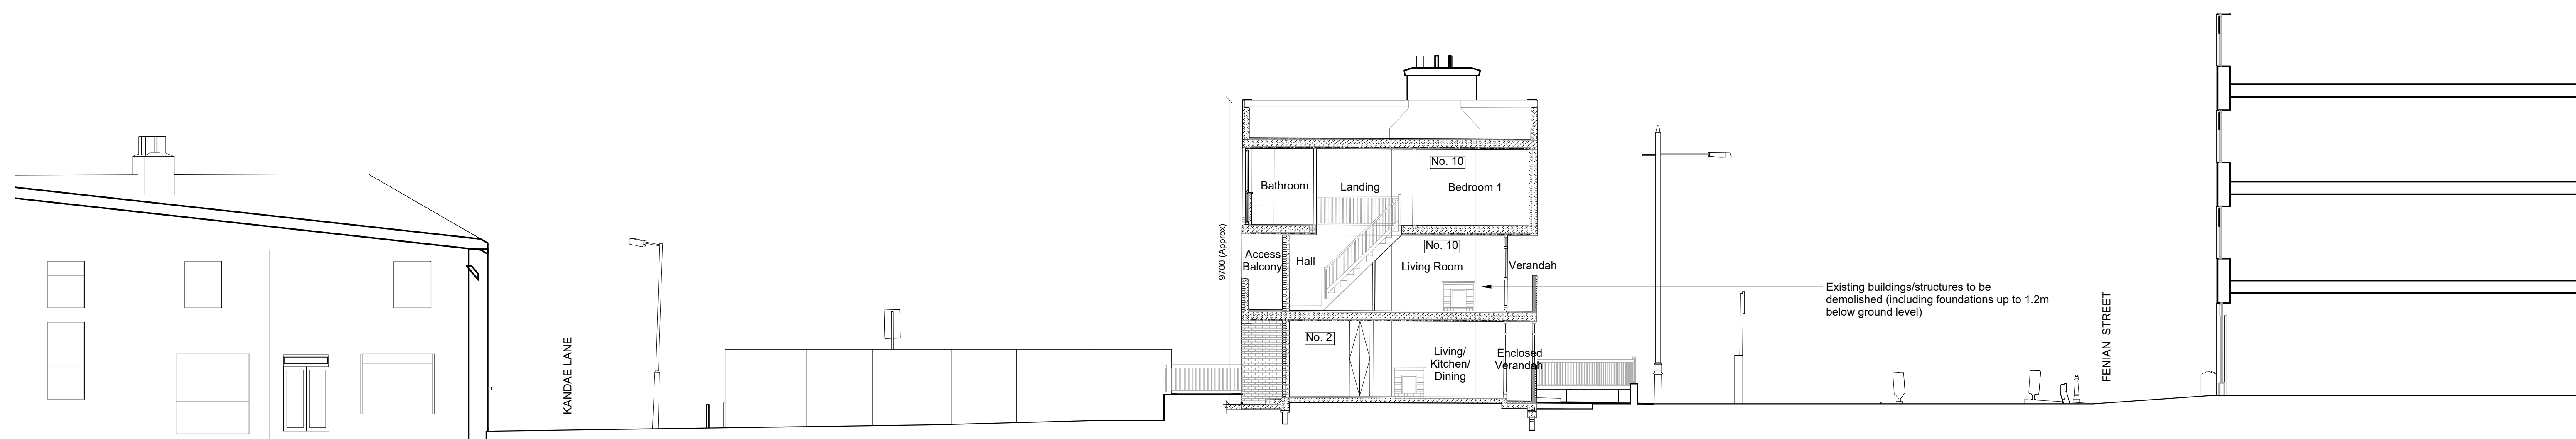 No. 10
Bathroom
Landing
Bedroom 1
9700 (Approx)
No. 10
Access
Balcony
Hall
Living Room
Verandah
Existing buildings/structures to be
demolished (including foundations up to 1.2m
below ground level)
KANDAE LANE
FENIAN STREET
No. 2
Living/
Kitchen/
Dining
Enclosed
Verandah